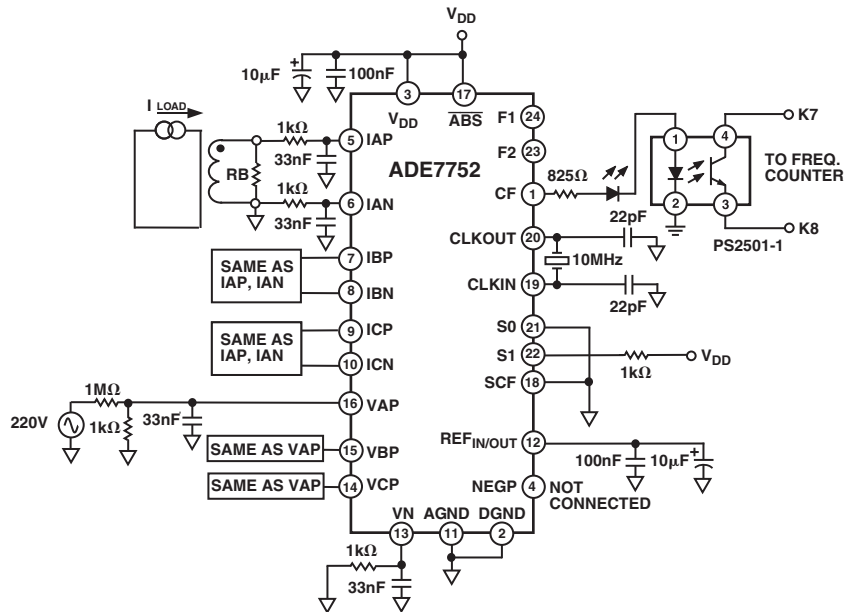 VDD
10µF
+
100nF
3
17
VDD
ABS
I LOAD
1kΩ
5
IAP
33nF
RB
ADE7752
1kΩ
6
IAN
33nF
SAME AS
IAP, IAN
7
IBP
8
IBN
SAME AS
IAP, IAN
9
ICP
10
ICN
1MΩ
16
VAP
220V
1kΩ
33nF
SAME AS VAP
15
VBP
SAME AS VAP
14
VCP
F1
24
F2
23
CF
1
825Ω
1
4
K7
TO FREQ.
COUNTER
2
3
K8
PS2501-1
CLKOUT
20
22pF
10MHz
CLKIN
19
22pF
S0
21
S1
22
1kΩ
VDD
SCF
18
REFIN/OUT
12
100nF
10µF
+
NEGP
4
NOT
CONNECTED
VN
AGND
DGND
13
11
2
1kΩ
33nF